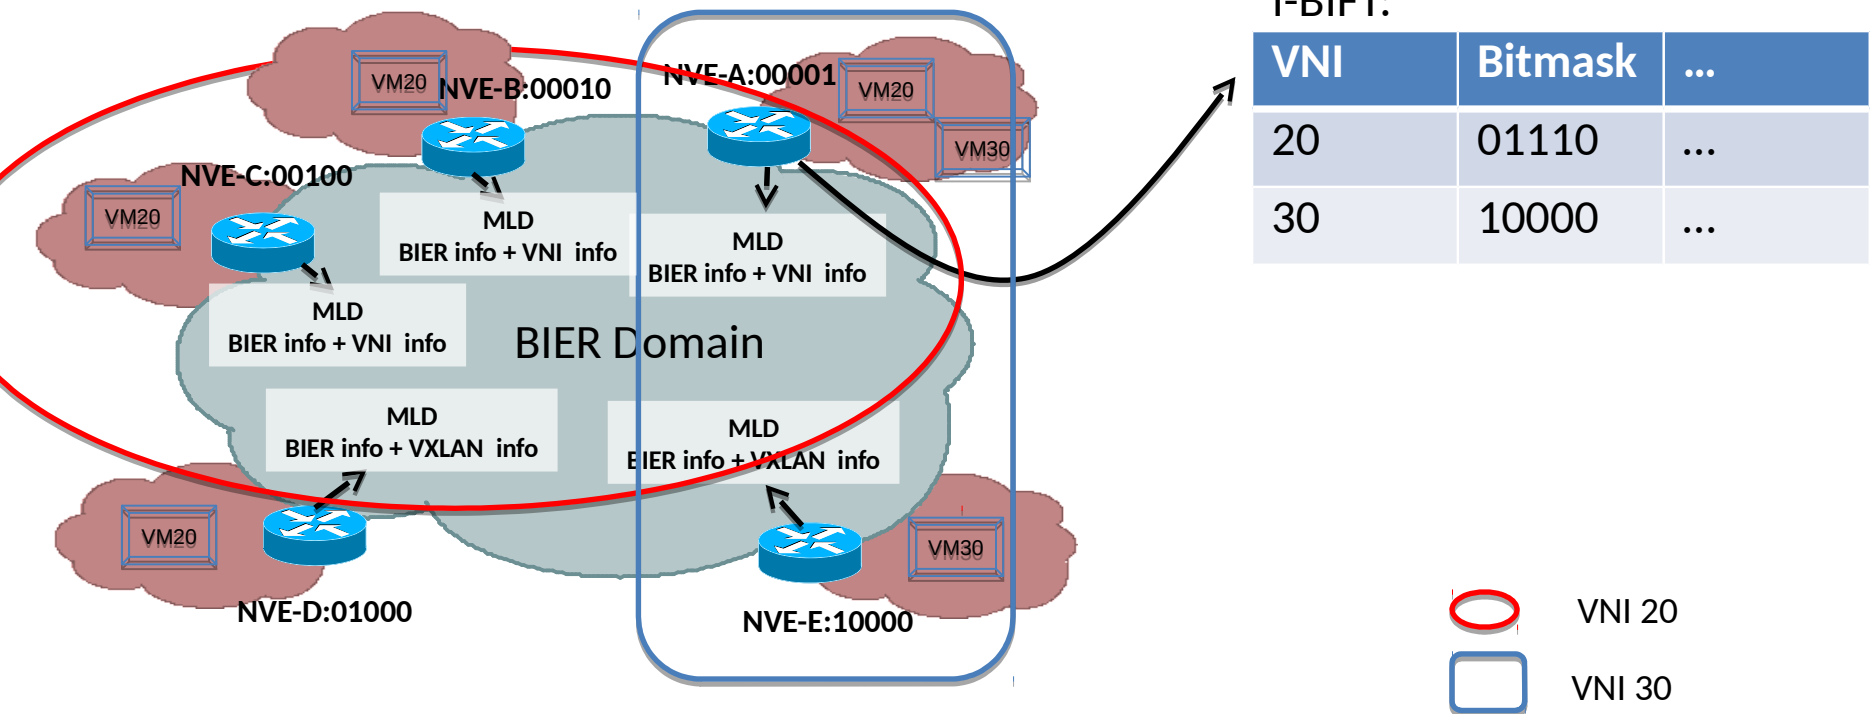 I-BIFT:
VNI Bitmask ...
20 01110 ...
30 10000 ...
VM20
NVE-B:00010
NVE-A:00001
VM20
VM30
NVE-C:00100
VM20
MLD
BIER info + VNI info
MLD
BIER info + VNI info
MLD
BIER info + VNI info
BIER Domain
MLD
BIER info + VXLAN info
MLD
BIER info + VXLAN info
VM20
VM30
NVE-D:01000
NVE-E:10000
VNI 20
VNI 30